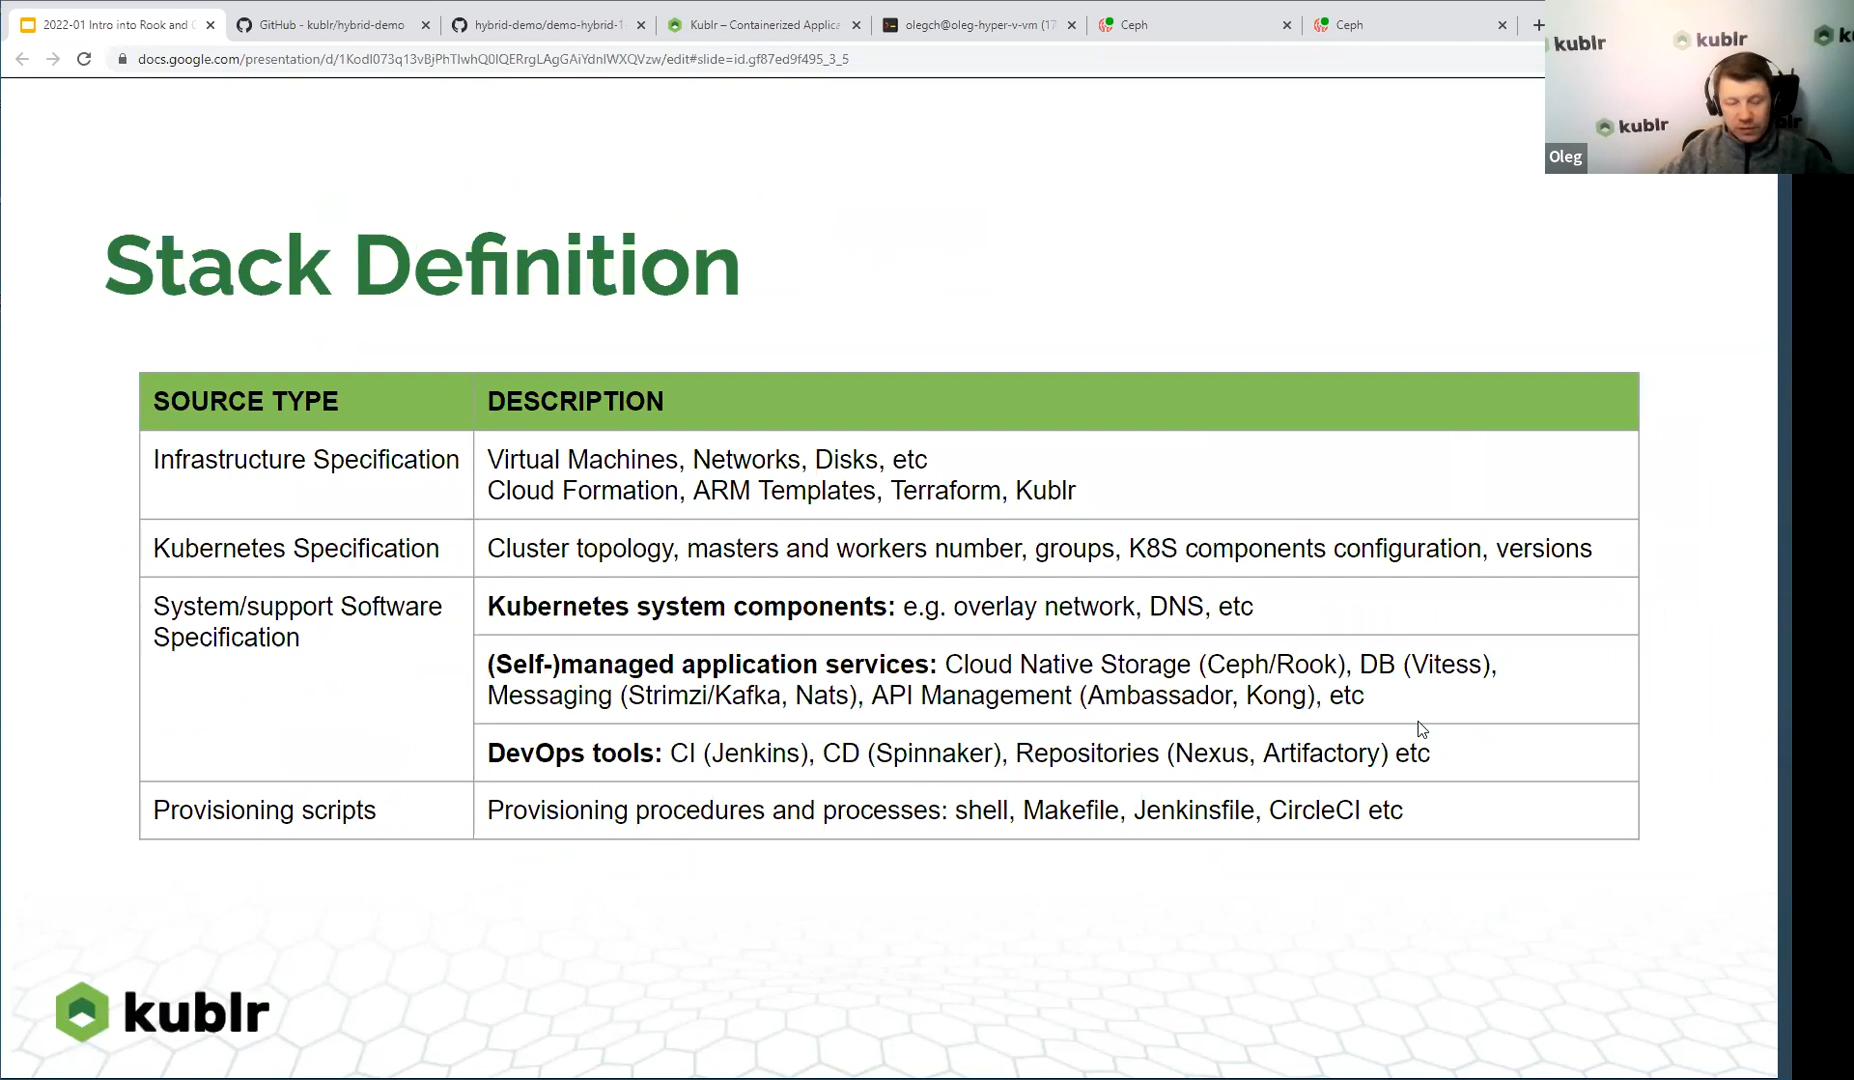 2022-01 Intro into Rook and C
GitHub - kublr/hybrid-demo
hybrid-demo/demo-hybrid-1
Kublr – Containerized Applica
olegch@oleg-hyper-v-vm (17
Ceph
Ceph
docs.google.com/presentation/d/1Kodl073q13vBjPhTIwhQ0lQERrgLAgGAiYdnlWXQVzw/edit#slide=id.gf87ed9f495_3_5
kublr
kublr
kublr
Oleg
Stack Definition
SOURCE TYPE
DESCRIPTION
Infrastructure Specification
Virtual Machines, Networks, Disks, etc
Cloud Formation, ARM Templates, Terraform, Kublr
Kubernetes Specification
Cluster topology, masters and workers number, groups, K8S components configuration, versions
System/support Software
Specification
Kubernetes system components: e.g. overlay network, DNS, etc
(Self-)managed application services: Cloud Native Storage (Ceph/Rook), DB (Vitess),
Messaging (Strimzi/Kafka, Nats), API Management (Ambassador, Kong), etc
DevOps tools: CI (Jenkins), CD (Spinnaker), Repositories (Nexus, Artifactory) etc
Provisioning scripts
Provisioning procedures and processes: shell, Makefile, Jenkinsfile, CircleCI etc
kublr